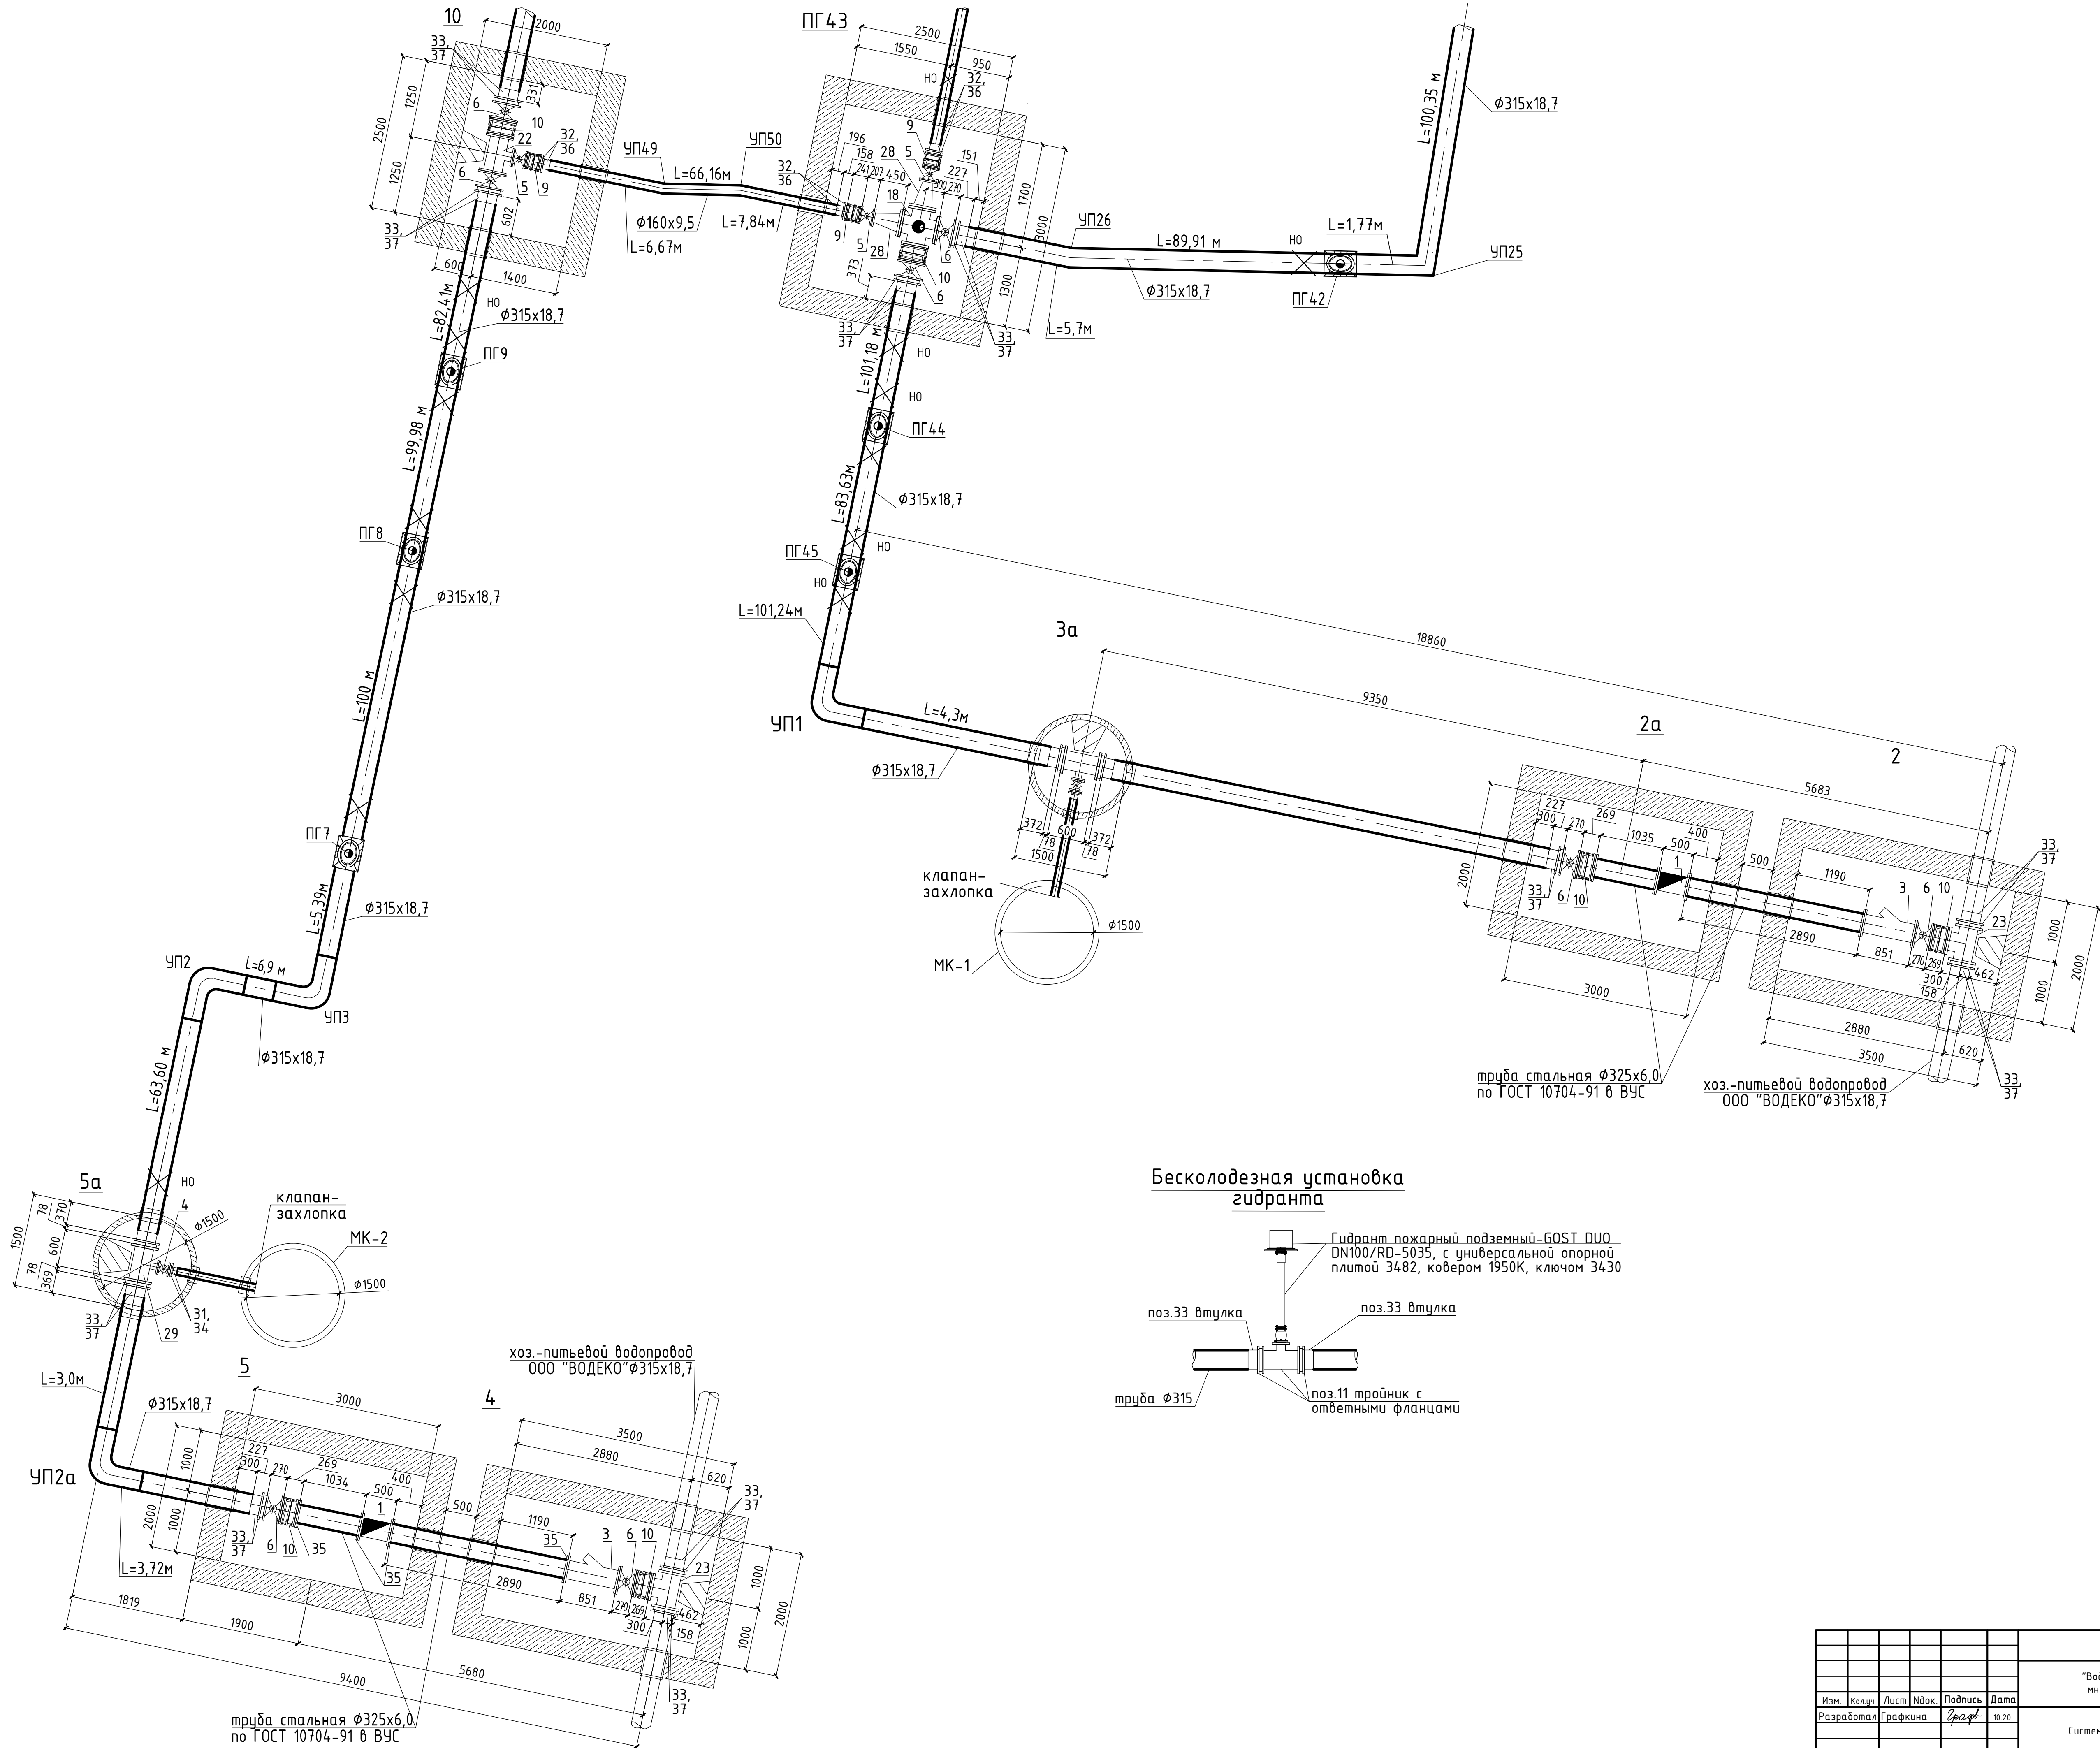 10
2000
33,
37
331
1250
2500
1250
6
10
22
32,
36
6
5
9
33,
37
602
600
1400
L=82,41м
НО
Ø315х18,7
ПГ9
L=99,98 м
ПГ8
Ø315х18,7
L=100 м
ПГ7
L=5,39м
Ø315х18,7
УП2
L=6,9 м
УП3
Ø315х18,7
L=63,60 м
УП49
L=66,16м
УП50
Ø160х9,5
L=6,67м
L=7,84м
32,
36
ПГ43
2500
1550
950
НО
32,
36
9
196
158
241
207
450
28
5
151
227
300
270
18
1700
3000
1300
9
5
28
6
10
6
373
33,
37
33,
37
УП26
L=89,91 м
НО
L=1,77м
УП25
ПГ42
Ø315х18,7
L=5,7м
L=100,35 м
Ø315х18,7
L=101,18 м
НО
НО
ПГ44
L=83,63м
Ø315х18,7
ПГ45
НО
НО
L=101,24м
УП1
L=4,3м
Ø315х18,7
3а
18860
9350
5683
372
600
372
78
78
1500
клапан-
захлопка
Ø1500
МК-1
2а
2
227
300
270
269
1035
500
400
1
500
2000
33,
37
6
10
3000
2890
1190
3
6
10
33,
37
23
1000
2000
1000
851
270
269
462
300
158
2880
620
3500
33,
37
труба стальная Ø325х6,0
по ГОСТ 10704-91 в ВУС
хоз.-питьевой водопровод
ООО "ВОДЕКО"Ø315х18,7
5а
НО
4
Ø1500
370
78
600
1500
78
369
33,
37
31,
34
29
клапан-
захлопка
МК-2
Ø1500
L=3,0м
Ø315х18,7
УП2а
L=3,72м
5
3000
227
300
270
269
1034
500
400
1
500
1000
2000
1000
33,
37
6
10
35
35
1819
1900
5680
9400
труба стальная Ø325х6,0
по ГОСТ 10704-91 в ВУС
4
хоз.-питьевой водопровод
ООО "ВОДЕКО"Ø315х18,7
3500
2880
620
33,
37
1190
35
3
6
10
23
2890
851
270
269
462
300
158
1000
2000
1000
33,
37
Бесколодезная установка
гидранта
Гидрант пожарный подземный-GOST DUO
DN100/RD-5035, с универсальной опорной
плитой 3482, ковером 1950К, ключом 3430
поз.33 втулка
поз.33 втулка
труба Ø315
поз.11 тройник с
ответными фланцами
Изм.
Кол.уч
Лист
Nдок.
Подпись
Дата
Разработал
Графкина
10.20